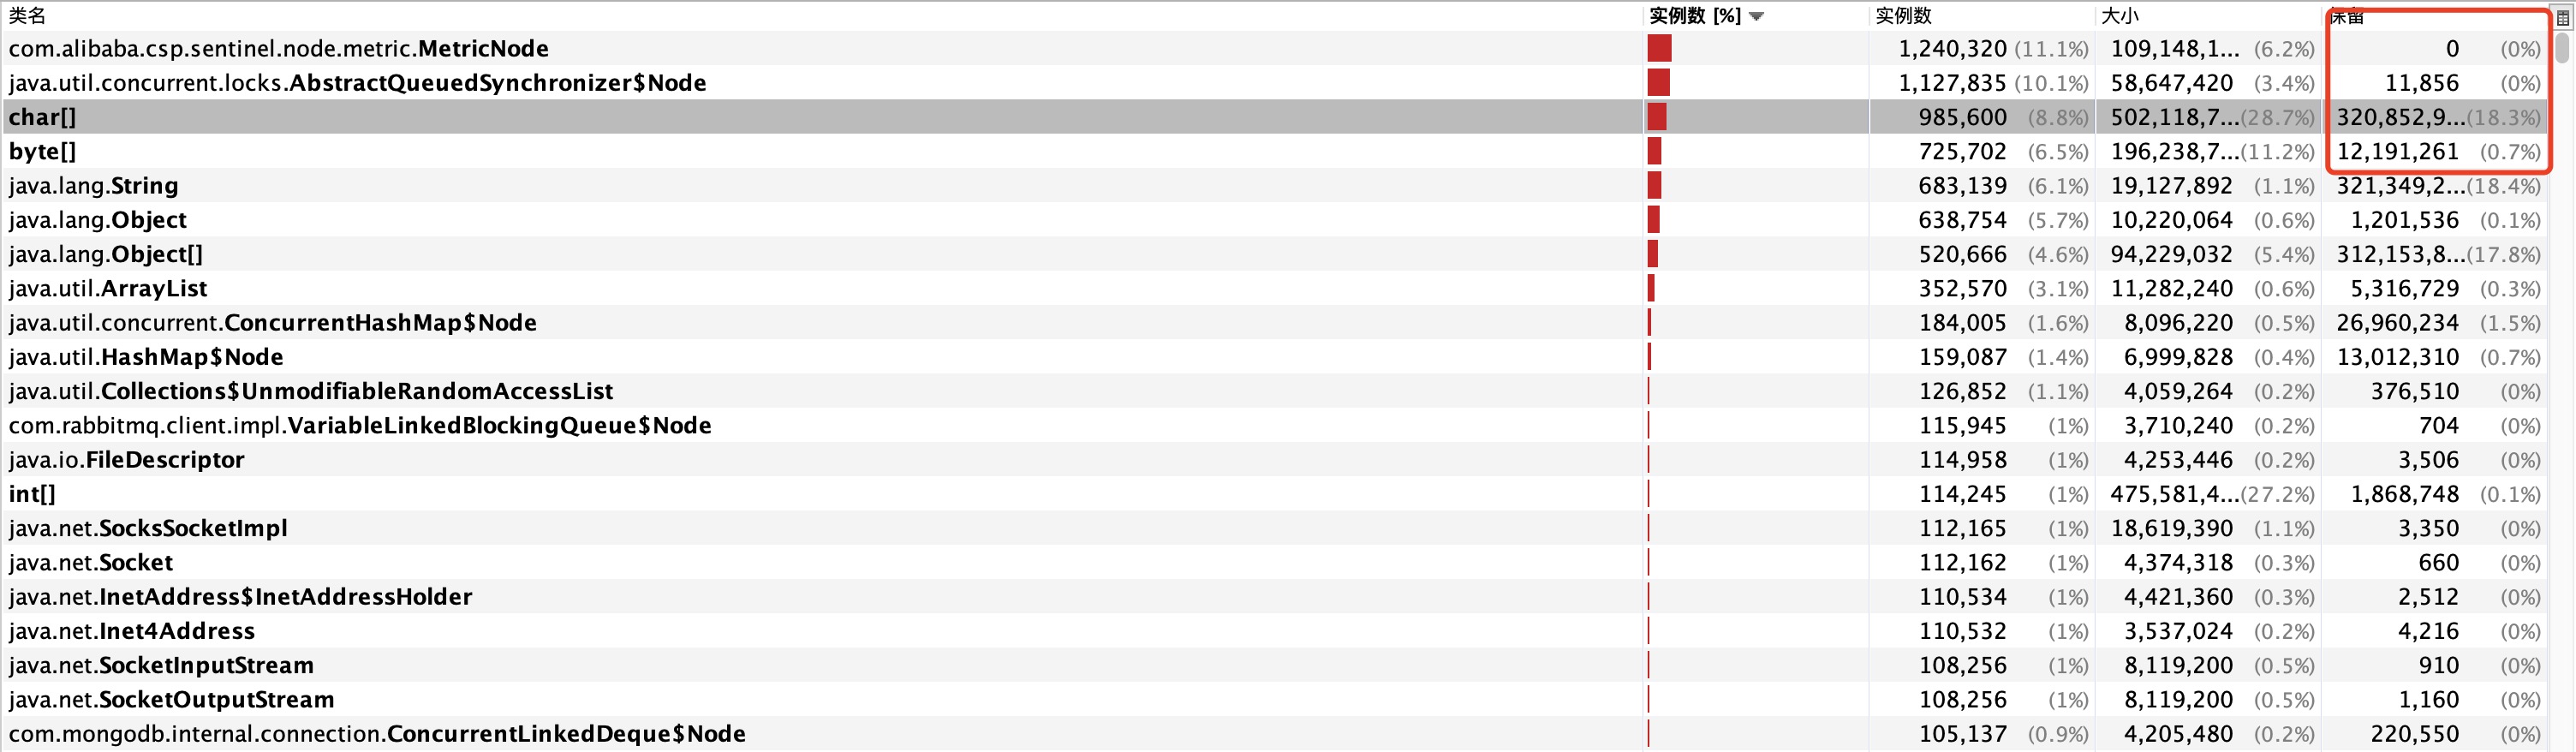 类名 实例数 [%] 实例数 大小 保留
com.alibaba.csp.sentinel.node.metric.MetricNode 1,240,320 (11.1%) 109,148,1... (6.2%) 0 (0%)
java.util.concurrent.locks.AbstractQueuedSynchronizer$Node 1,127,835 (10.1%) 58,647,420 (3.4%) 11,856 (0%)
char[] 985,600 (8.8%) 502,118,7...(28.7%) 320,852,9...(18.3%)
byte[] 725,702 (6.5%) 196,238,7...(11.2%) 12,191,261 (0.7%)
java.lang.String 683,139 (6.1%) 19,127,892 (1.1%) 321,349,2...(18.4%)
java.lang.Object 638,754 (5.7%) 10,220,064 (0.6%) 1,201,536 (0.1%)
java.lang.Object[] 520,666 (4.6%) 94,229,032 (5.4%) 312,153,8...(17.8%)
java.util.ArrayList 352,570 (3.1%) 11,282,240 (0.6%) 5,316,729 (0.3%)
java.util.concurrent.ConcurrentHashMap$Node 184,005 (1.6%) 8,096,220 (0.5%) 26,960,234 (1.5%)
java.util.HashMap$Node 159,087 (1.4%) 6,999,828 (0.4%) 13,012,310 (0.7%)
java.util.Collections$UnmodifiableRandomAccessList 126,852 (1.1%) 4,059,264 (0.2%) 376,510 (0%)
com.rabbitmq.client.impl.VariableLinkedBlockingQueue$Node 115,945 (1%) 3,710,240 (0.2%) 704 (0%)
java.io.FileDescriptor 114,958 (1%) 4,253,446 (0.2%) 3,506 (0%)
int[] 114,245 (1%) 475,581,4...(27.2%) 1,868,748 (0.1%)
java.net.SocksSocketImpl 112,165 (1%) 18,619,390 (1.1%) 3,350 (0%)
java.net.Socket 112,162 (1%) 4,374,318 (0.3%) 660 (0%)
java.net.InetAddress$InetAddressHolder 110,534 (1%) 4,421,360 (0.3%) 2,512 (0%)
java.net.Inet4Address 110,532 (1%) 3,537,024 (0.2%) 4,216 (0%)
java.net.SocketInputStream 108,256 (1%) 8,119,200 (0.5%) 910 (0%)
java.net.SocketOutputStream 108,256 (1%) 8,119,200 (0.5%) 1,160 (0%)
com.mongodb.internal.connection.ConcurrentLinkedDeque$Node 105,137 (0.9%) 4,205,480 (0.2%) 220,550 (0%)